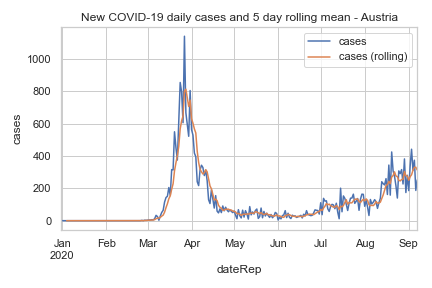 New COVID-19 daily cases and 5 day rolling mean - Austria
cases
cases (rolling)
1000
800
600
400
200
0
cases
Jan Feb Mar Apr May Jun Jul Aug Sep
2020
dateRep